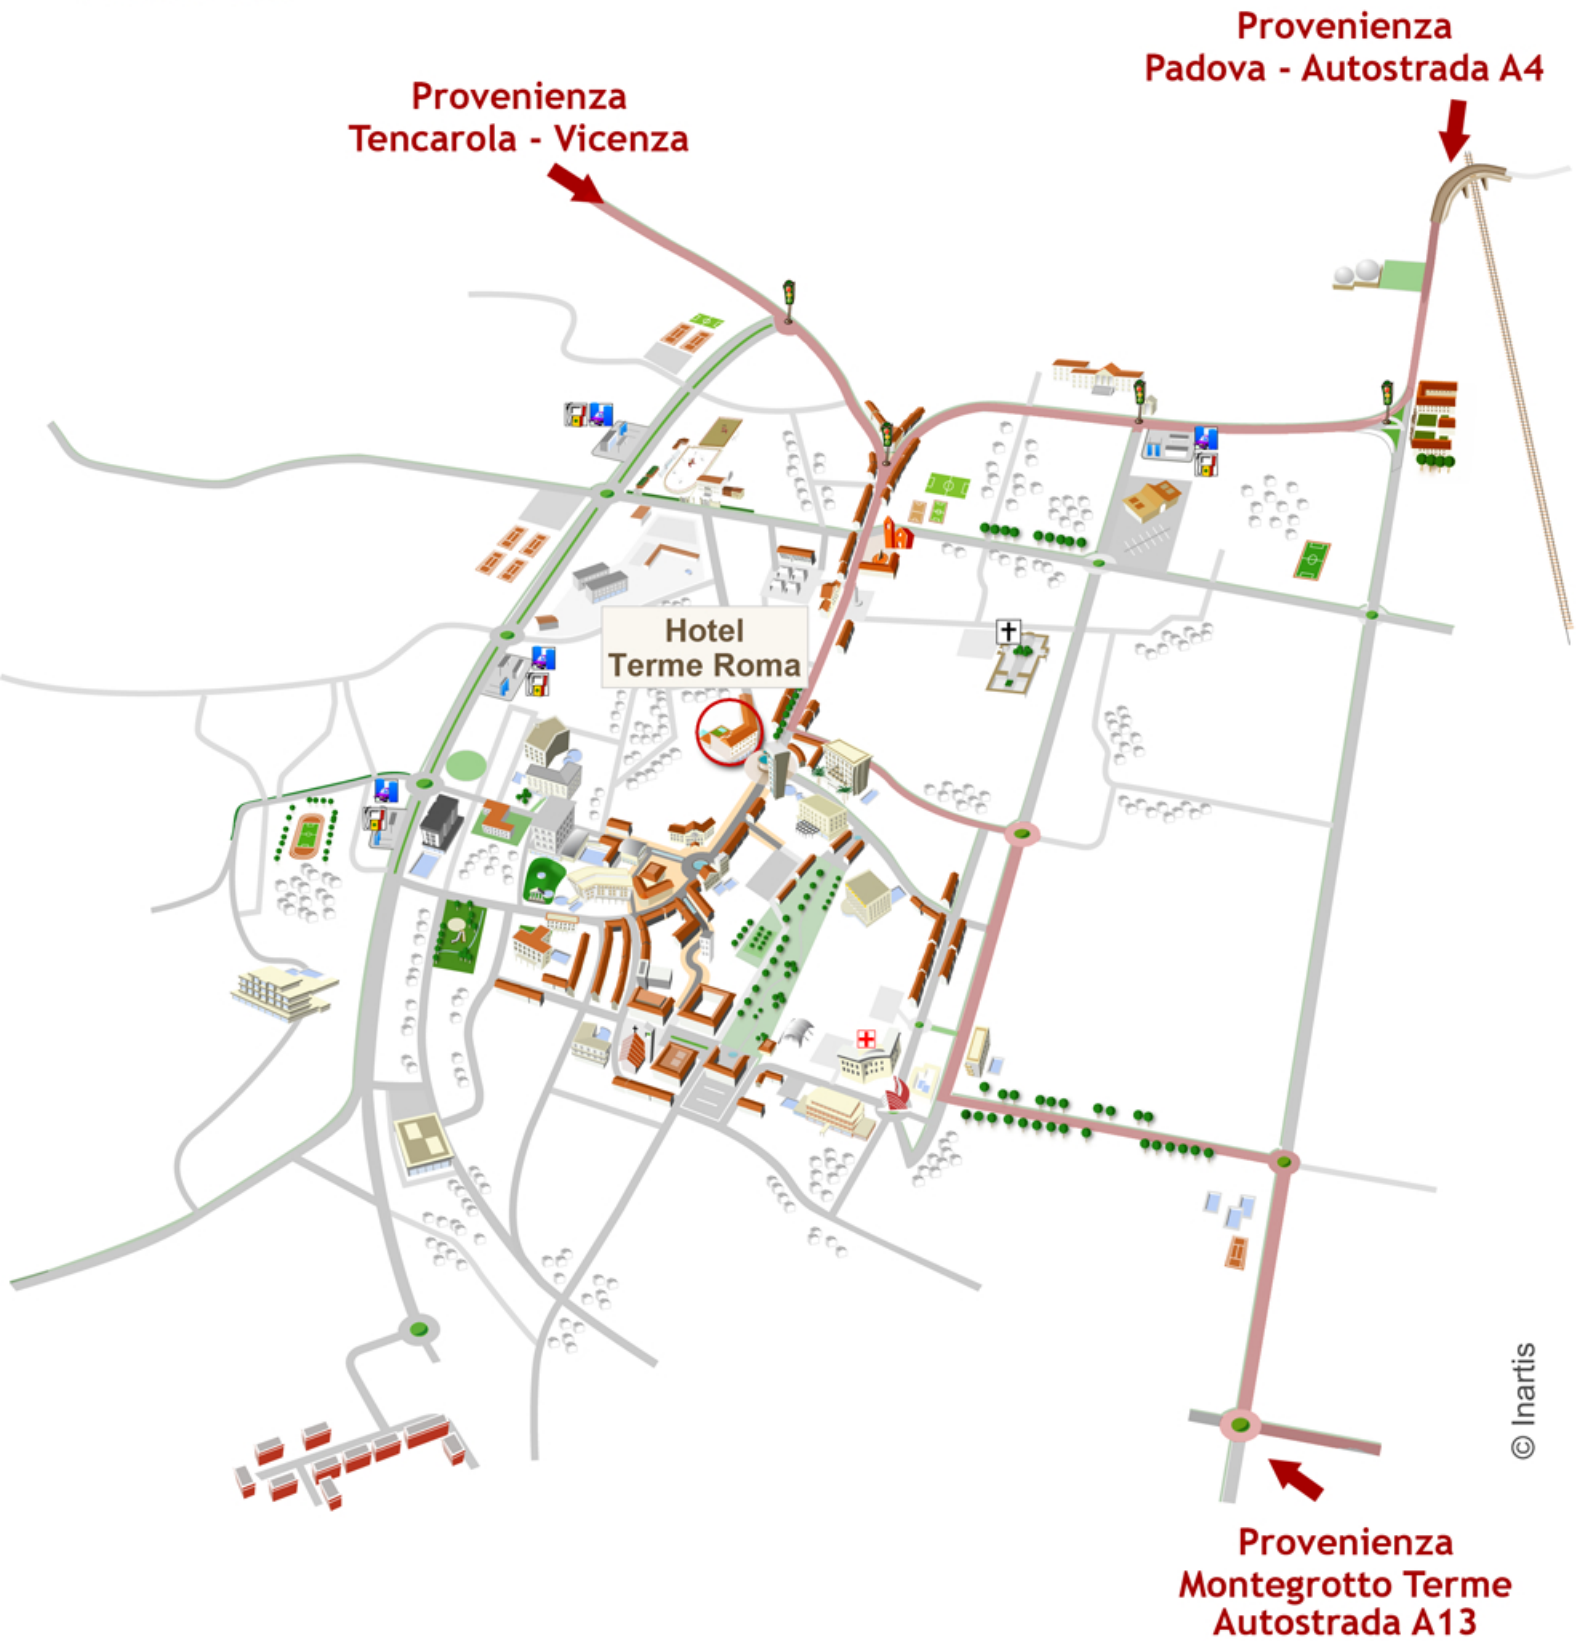 Provenienza
Padova - Autostrada A4
Provenienza
Tencarola - Vicenza
Hotel
Terme Roma
© Inartis
Provenienza
Montegrotto Terme
Autostrada A13